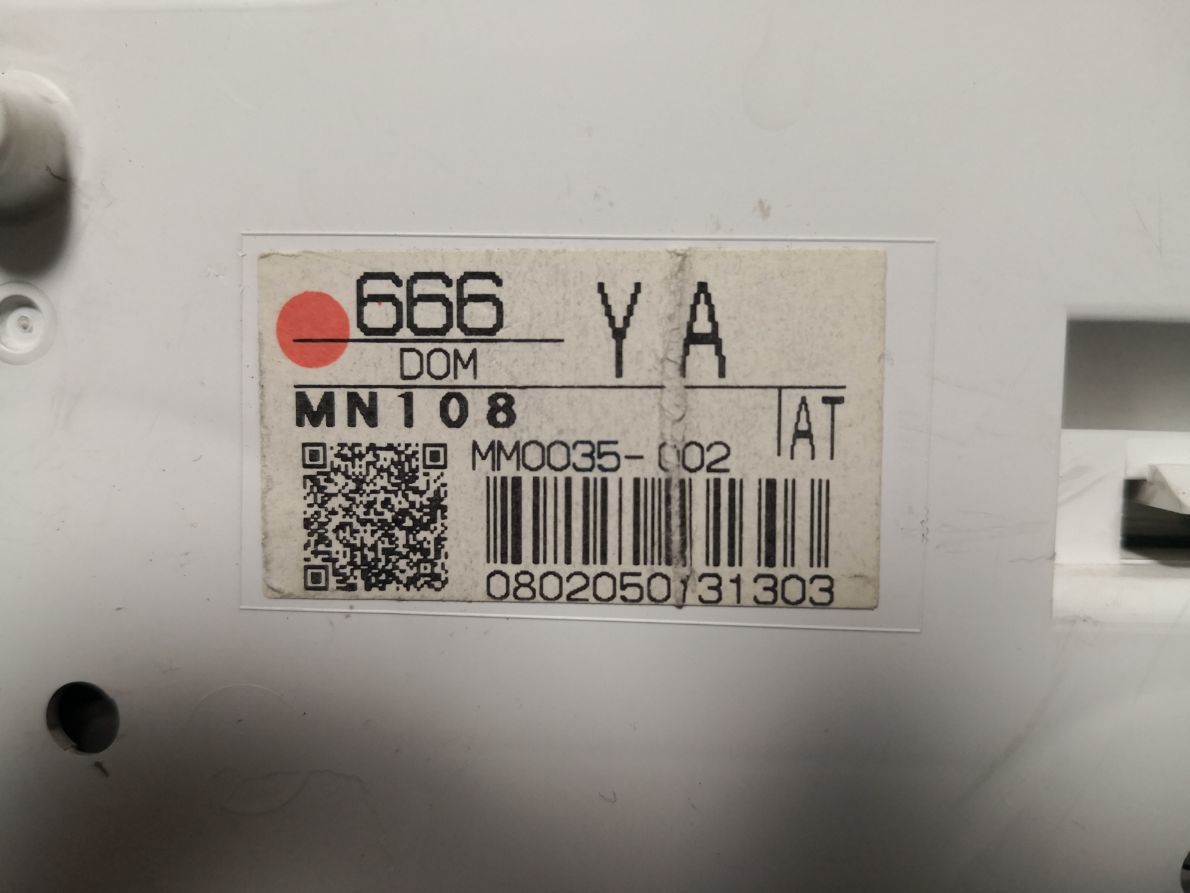 666 YA
DOM
MN108
AT
MM0035-002
0802050131303